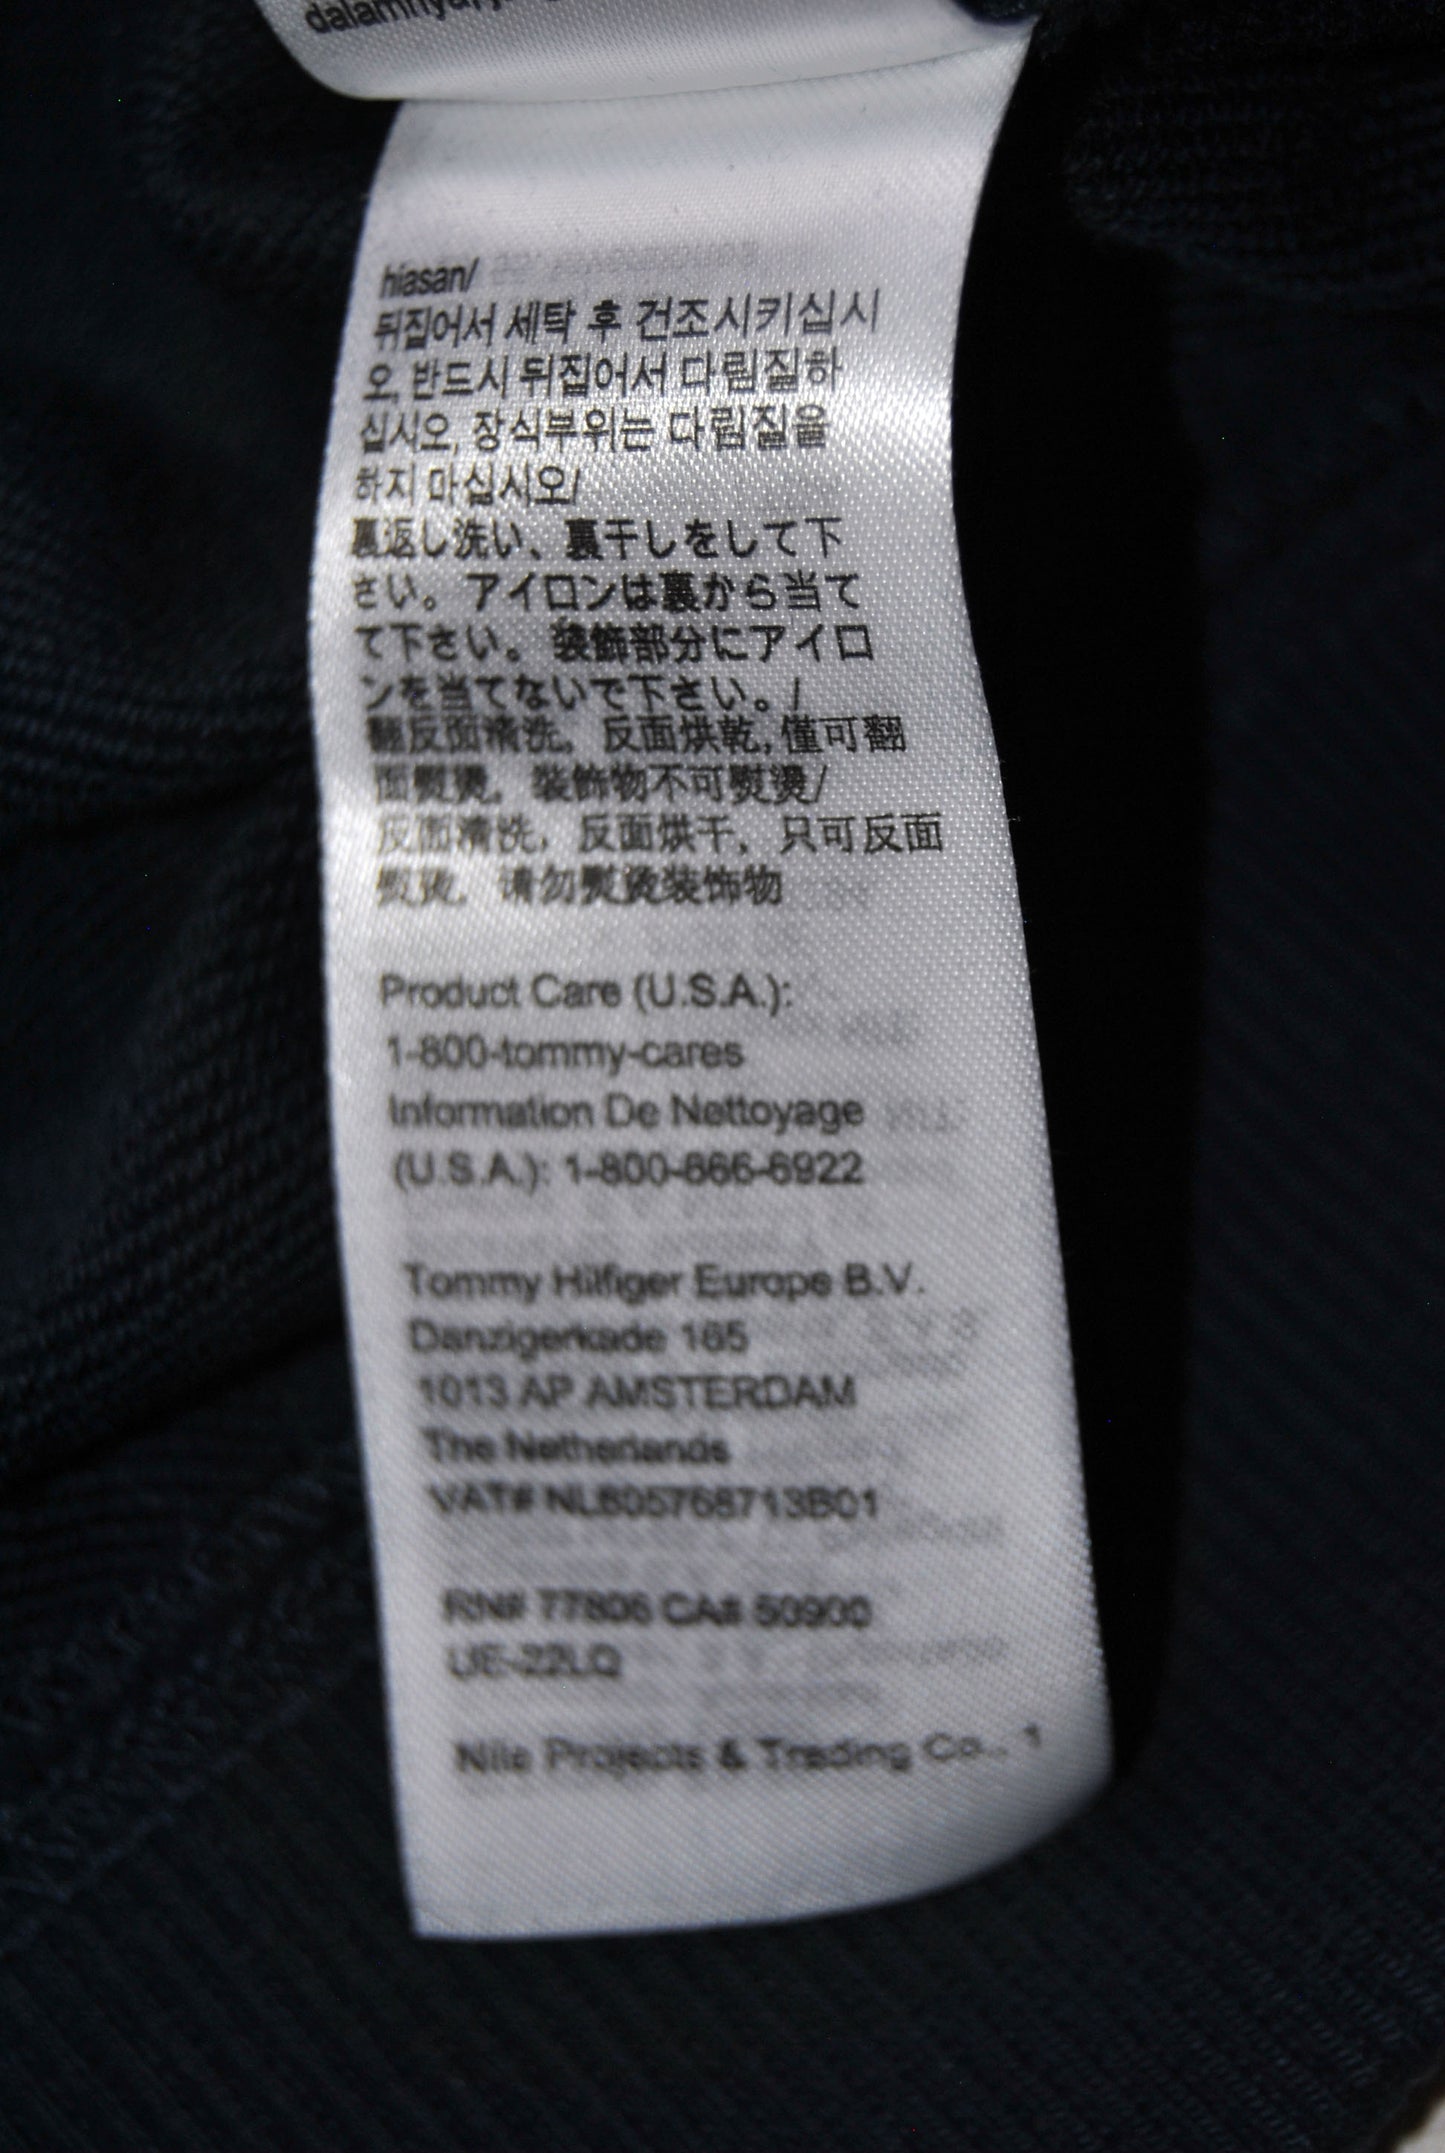 hiasan/
뒤집어서 세탁 후 건조시키십시
오, 반드시 뒤집어서 다림질하
십시오, 장식부위는 다림질을
하지 마십시오/
裏返し洗い、裏干しをして下
さい。アイロンは裏から当て
て下さい。装飾部分にアイロ
ンを当てないで下さい。/
翻反面清洗, 反面烘乾, 僅可翻
面熨燙, 裝飾物不可熨燙/
反面清洗, 反面烘干, 只可反面
熨烫, 请勿熨烫装饰物
Product Care (U.S.A.):
1-800-tommy-cares
Information De Nettoyage
(U.S.A.): 1-800-866-6922
Tommy Hilfiger Europe B.V.
Danzigerkade 165
1013 AP AMSTERDAM
The Netherlands
VAT# NL805768713B01
RN# 77806 CA# 50900
UE-22LQ
Nile Projects & Trading Co., 1